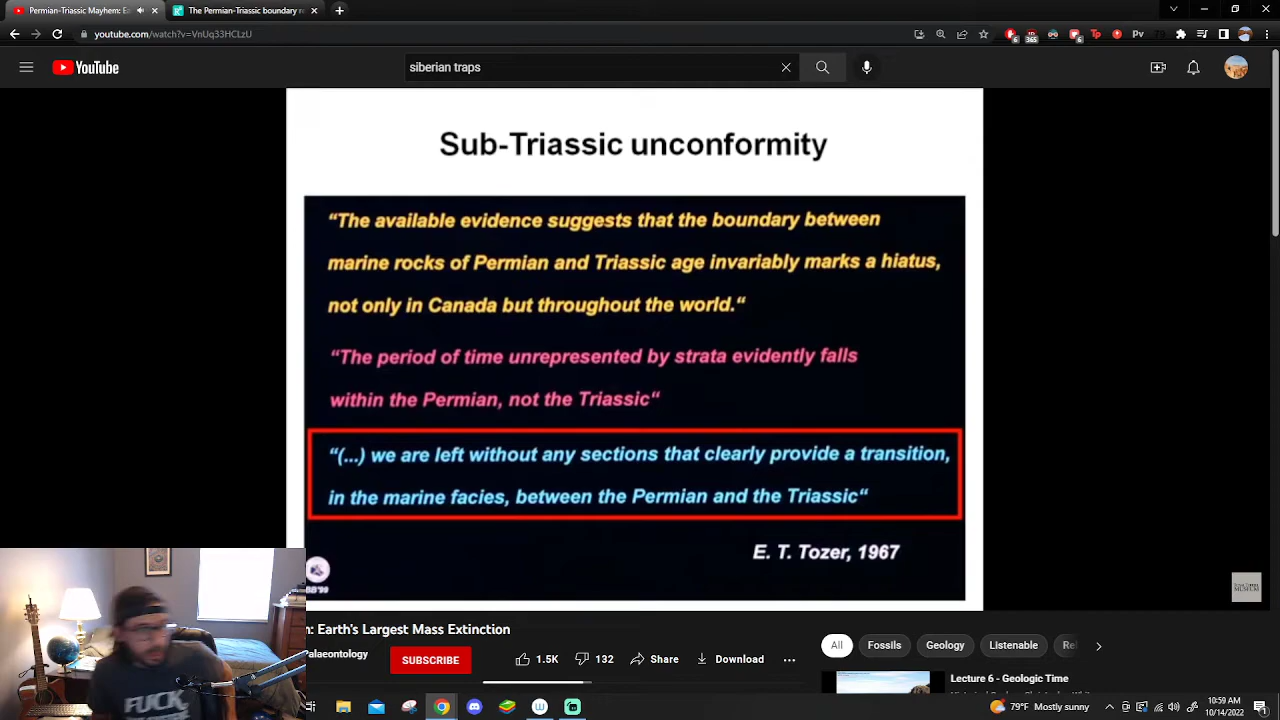 Permian-Triassic Mayhem: E
The Permian-Triassic boundary re
youtube.com/watch?v=VnUq33HCLzU
YouTube
siberian traps
Sub-Triassic unconformity
“The available evidence suggests that the boundary between
marine rocks of Permian and Triassic age invariably marks a hiatus,
not only in Canada but throughout the world.“
“The period of time unrepresented by strata evidently falls
within the Permian, not the Triassic“
“(...) we are left without any sections that clearly provide a transition,
in the marine facies, between the Permian and the Triassic“
E. T. Tozer, 1967
n: Earth's Largest Mass Extinction
Palaeontology
SUBSCRIBE
1.5K
132
Share
Download
All
Fossils
Geology
Listenable
Re
Lecture 6 - Geologic Time
FUCK
79°F Mostly sunny
10:59 AM
10/14/2022